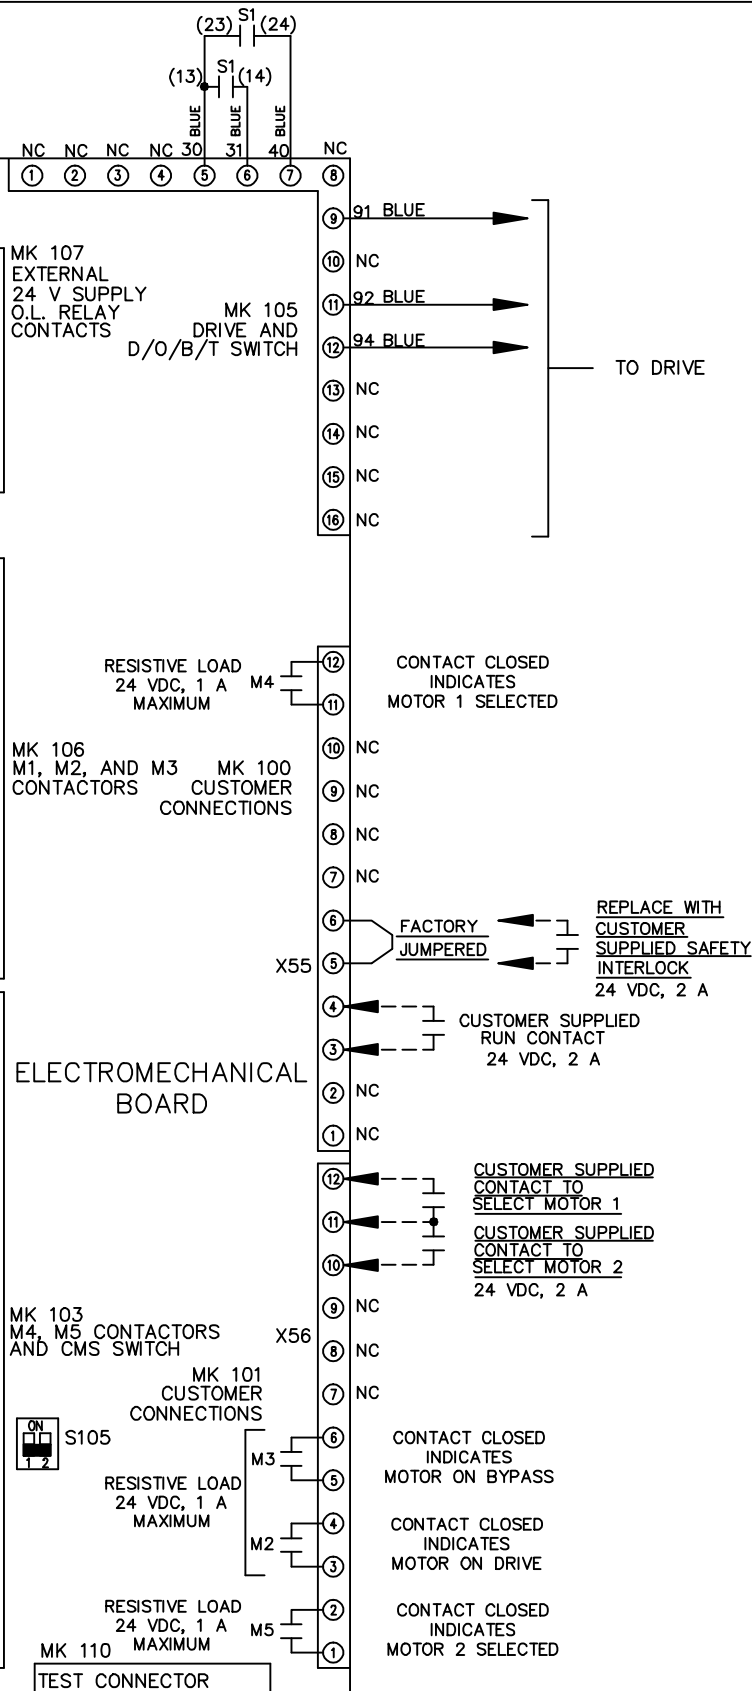 S1
(23) (24)
S1
(13) (14)
BLUE BLUE BLUE
NC NC NC NC 30 31 40 NC
1 2 3 4 5 6 7 8
9 91 BLUE
MK 107
EXTERNAL
24 V SUPPLY
O.L. RELAY
CONTACTS
10 NC
MK 105
DRIVE AND
D/O/B/T SWITCH
11 92 BLUE
12 94 BLUE
TO DRIVE
13 NC
14 NC
15 NC
16 NC
RESISTIVE LOAD
24 VDC, 1 A
MAXIMUM
M4
12
11
CONTACT CLOSED
INDICATES
MOTOR 1 SELECTED
MK 106
M1, M2, AND M3
CONTACTORS
MK 100
CUSTOMER
CONNECTIONS
10 NC
9 NC
8 NC
7 NC
6
X55 5
FACTORY
JUMPERED
REPLACE WITH
CUSTOMER
SUPPLIED SAFETY
INTERLOCK
24 VDC, 2 A
4
3
CUSTOMER SUPPLIED
RUN CONTACT
24 VDC, 2 A
ELECTROMECHANICAL
BOARD
2 NC
1 NC
12
11
10
CUSTOMER SUPPLIED
CONTACT TO
SELECT MOTOR 1
CUSTOMER SUPPLIED
CONTACT TO
SELECT MOTOR 2
24 VDC, 2 A
MK 103
M4, M5 CONTACTORS
AND CMS SWITCH
X56
9 NC
8 NC
7 NC
MK 101
CUSTOMER
CONNECTIONS
ON
1 2
S105
M3
6
5
CONTACT CLOSED
INDICATES
MOTOR ON BYPASS
RESISTIVE LOAD
24 VDC, 1 A
MAXIMUM
M2
4
3
CONTACT CLOSED
INDICATES
MOTOR ON DRIVE
RESISTIVE LOAD
24 VDC, 1 A
MAXIMUM
M5
2
1
CONTACT CLOSED
INDICATES
MOTOR 2 SELECTED
MK 110
TEST CONNECTOR